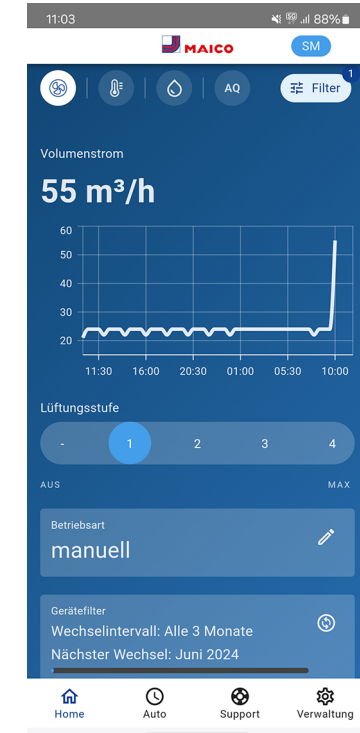 11:03
88%
MAICO
SM
AQ
Filter
1
Volumenstrom
55 m³/h
60
50
40
30
20
11:30 16:00 20:30 01:00 05:30 10:00
Lüftungsstufe
- 1 2 3 4
AUS MAX
Betriebsart
manuell
Gerätefilter
Wechselintervall: Alle 3 Monate
Nächster Wechsel: Juni 2024
Home Auto Support Verwaltung